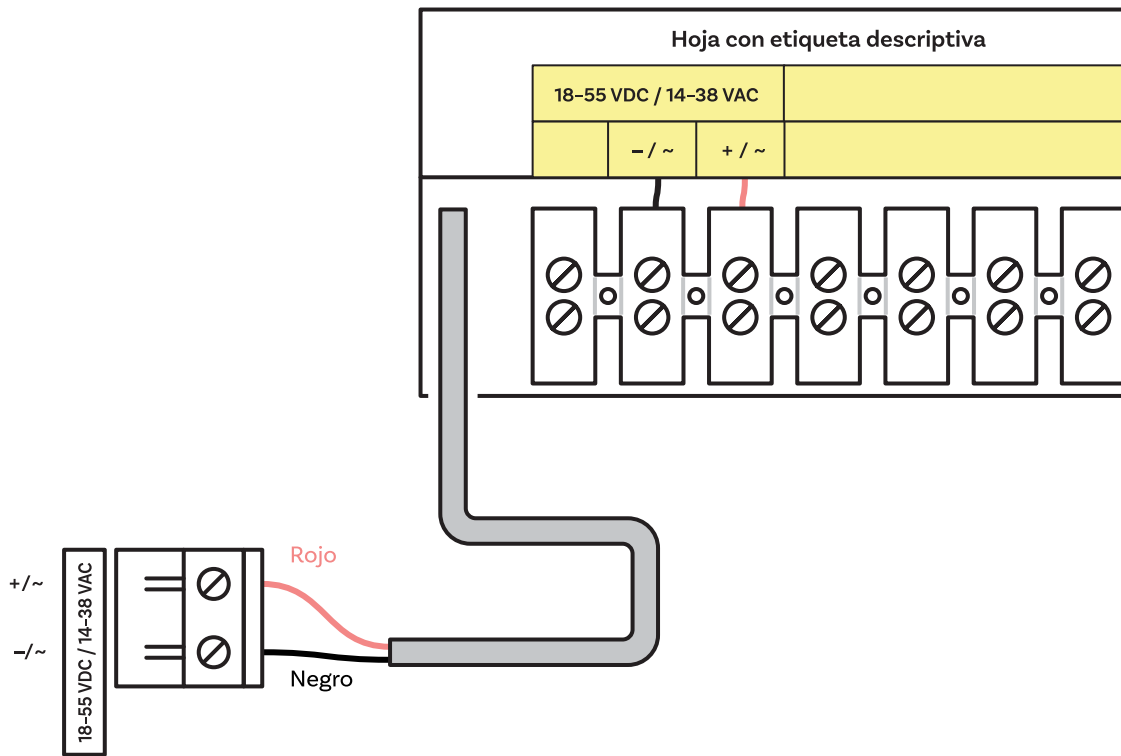 Hoja con etiqueta descriptiva
18–55 VDC / 14–38 VAC
– / ~ + / ~
Rojo
+/~
18–55 VDC / 14–38 VAC
–/~
Negro